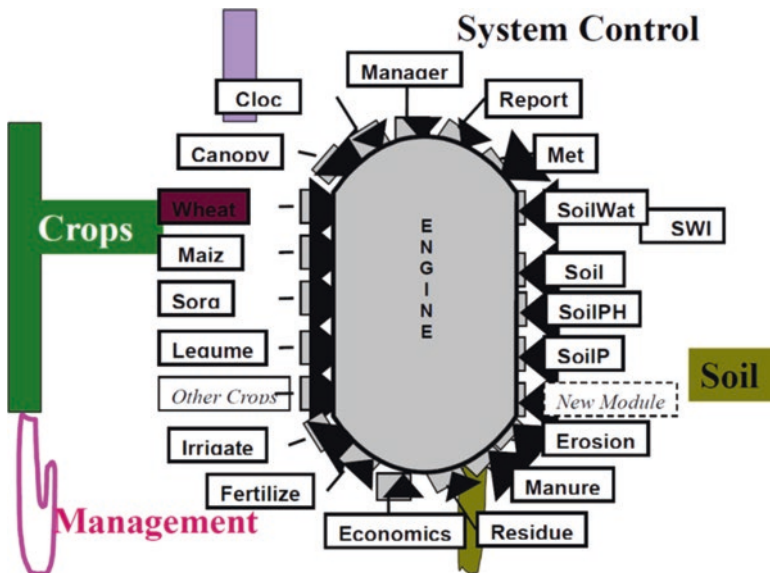 System Control
Manager
Cloc
Report
Canopy
Met
Wheat
SoilWat
SWI
Crops
Maiz
Soil
Sorg
SoilPH
ENGINE
Legume
SoilP
Soil
Other Crops
New Module
Irrigate
Erosion
Fertilize
Manure
Management
Economics
Residue